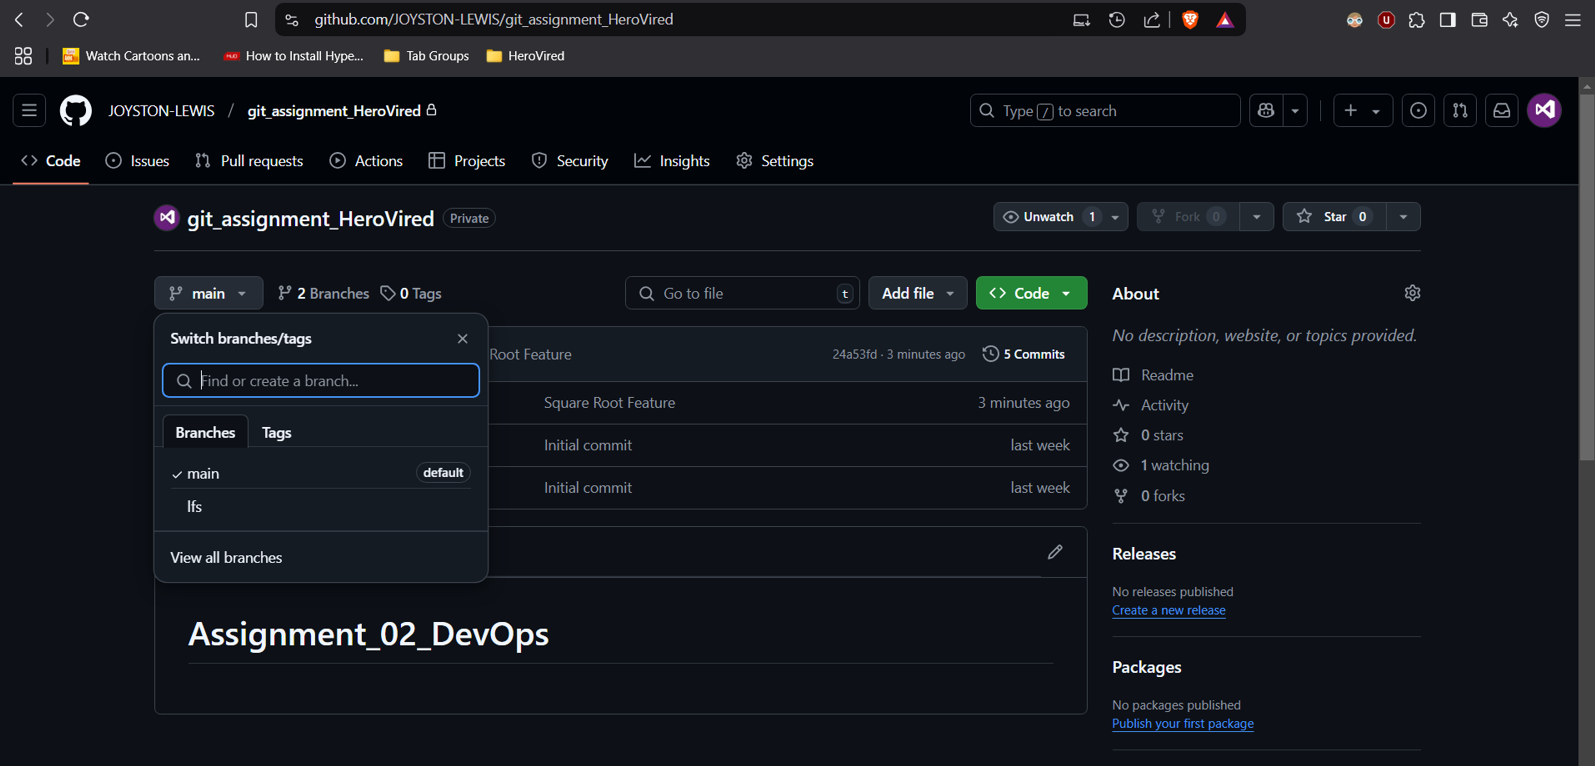 github.com/JOYSTON-LEWIS/git_assignment_HeroVired
Watch Cartoons an... HUD How to Install Hype... Tab Groups HeroVired
JOYSTON-LEWIS / git_assignment_HeroVired
Type / to search
Code Issues Pull requests Actions Projects Security Insights Settings
git_assignment_HeroVired Private
Unwatch 1 Fork 0 Star 0
main 2 Branches 0 Tags
Go to file t Add file Code
Switch branches/tags
Find or create a branch...
Branches Tags
main default
lfs
View all branches
Root Feature 24a53fd · 3 minutes ago 5 Commits
Square Root Feature 3 minutes ago
Initial commit last week
Initial commit last week
Assignment_02_DevOps
About
No description, website, or topics provided.
Readme
Activity
0 stars
1 watching
0 forks
Releases
No releases published
Create a new release
Packages
No packages published
Publish your first package